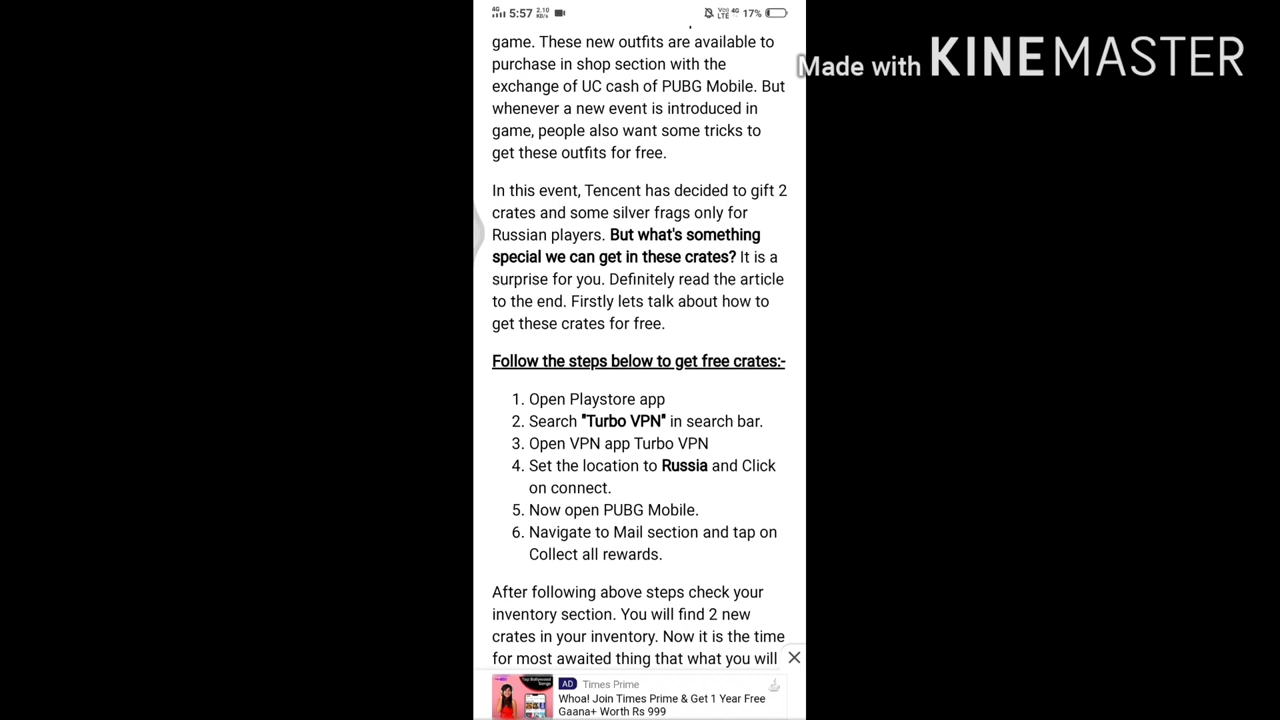 4G 5:57 2.10 KB/s VoD LTE 4G 17%
Made with KINEMASTER
game. These new outfits are available to
purchase in shop section with the
exchange of UC cash of PUBG Mobile. But
whenever a new event is introduced in
game, people also want some tricks to
get these outfits for free.
In this event, Tencent has decided to gift 2
crates and some silver frags only for
Russian players. But what's something
special we can get in these crates? It is a
surprise for you. Definitely read the article
to the end. Firstly lets talk about how to
get these crates for free.
Follow the steps below to get free crates:-
1. Open Playstore app
2. Search "Turbo VPN" in search bar.
3. Open VPN app Turbo VPN
4. Set the location to Russia and Click
on connect.
5. Now open PUBG Mobile.
6. Navigate to Mail section and tap on
Collect all rewards.
After following above steps check your
inventory section. You will find 2 new
crates in your inventory. Now it is the time
for most awaited thing that what you will
AD Times Prime
Whoa! Join Times Prime & Get 1 Year Free
Gaana+ Worth Rs 999